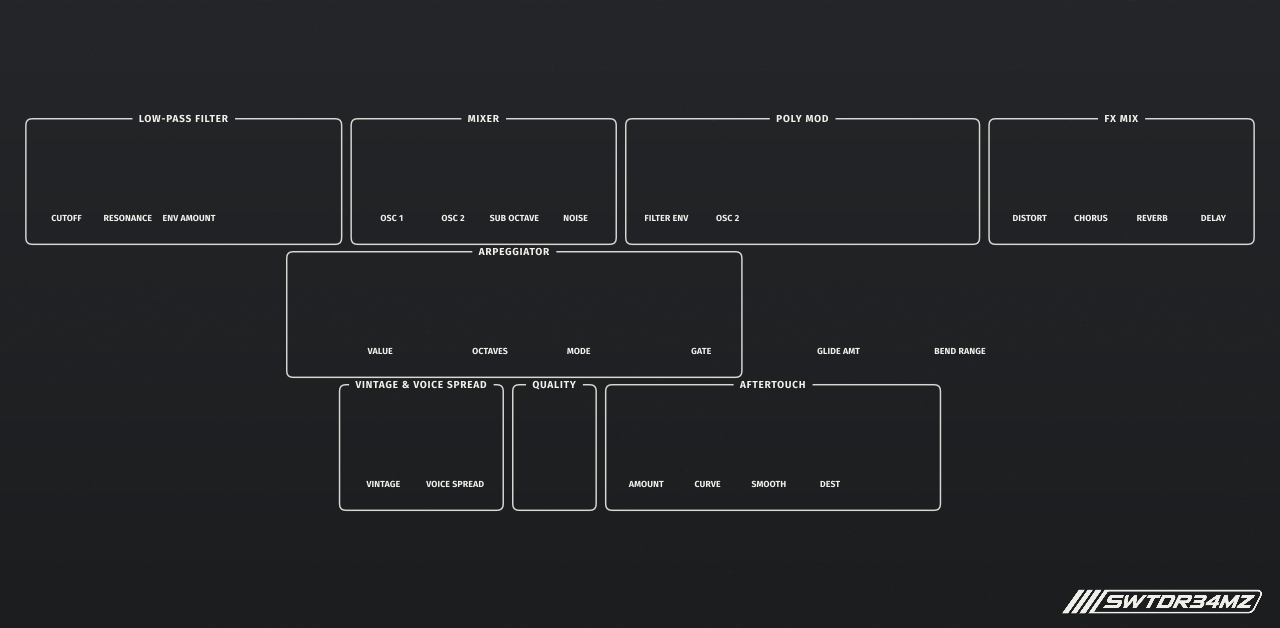 LOW-PASS FILTER
MIXER
POLY MOD
FX MIX
CUTOFF RESONANCE ENV AMOUNT
OSC 1 OSC 2 SUB OCTAVE NOISE
FILTER ENV OSC 2
DISTORT CHORUS REVERB DELAY
ARPEGGIATOR
VALUE OCTAVES MODE GATE
GLIDE AMT BEND RANGE
VINTAGE & VOICE SPREAD
QUALITY
AFTERTOUCH
VINTAGE VOICE SPREAD
AMOUNT CURVE SMOOTH DEST
SWTDR34MZ